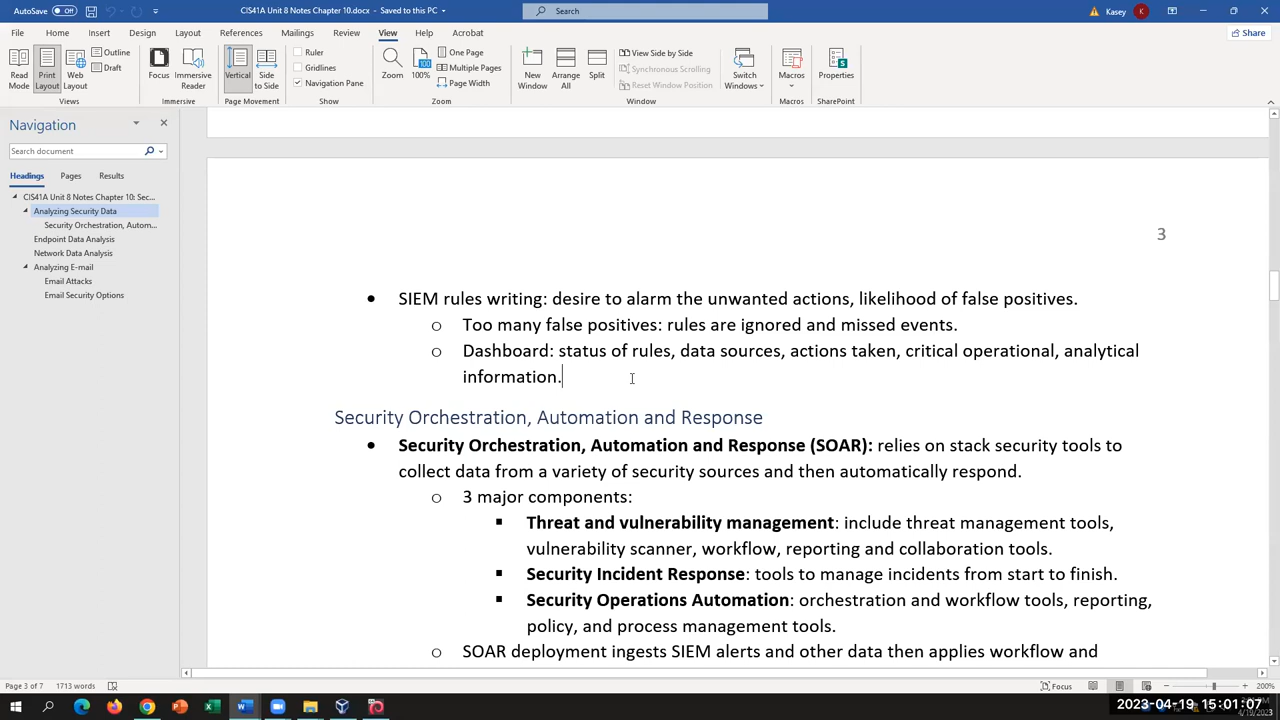 AutoSave Off CIS41A Unit 8 Notes Chapter 10.docx - Saved to this PC Search Kasey K
File Home Insert Design Layout References Mailings Review View Help Acrobat Share
Read Mode Print Layout Web Layout Outline Draft Focus Immersive Reader Vertical Side to Side Ruler Gridlines Navigation Pane Zoom 100% One Page Multiple Pages Page Width New Window Arrange All Split View Side by Side Synchronous Scrolling Reset Window Position Switch Windows Macros Properties
Views Immersive Page Movement Show Zoom Window Macros SharePoint
Navigation
Search document
Headings Pages Results
CIS41A Unit 8 Notes Chapter 10: Sec...
Analyzing Security Data
Security Orchestration, Autom...
Endpoint Data Analysis
Network Data Analysis
Analyzing E-mail
Email Attacks
Email Security Options
3
• SIEM rules writing: desire to alarm the unwanted actions, likelihood of false positives.
o Too many false positives: rules are ignored and missed events.
o Dashboard: status of rules, data sources, actions taken, critical operational, analytical
information.
Security Orchestration, Automation and Response
• Security Orchestration, Automation and Response (SOAR): relies on stack security tools to
collect data from a variety of security sources and then automatically respond.
o 3 major components:
▪ Threat and vulnerability management: include threat management tools,
vulnerability scanner, workflow, reporting and collaboration tools.
▪ Security Incident Response: tools to manage incidents from start to finish.
▪ Security Operations Automation: orchestration and workflow tools, reporting,
policy, and process management tools.
o SOAR deployment ingests SIEM alerts and other data then applies workflow and
Page 3 of 7 1713 words Focus 200%
2023-04-19 15:01:07